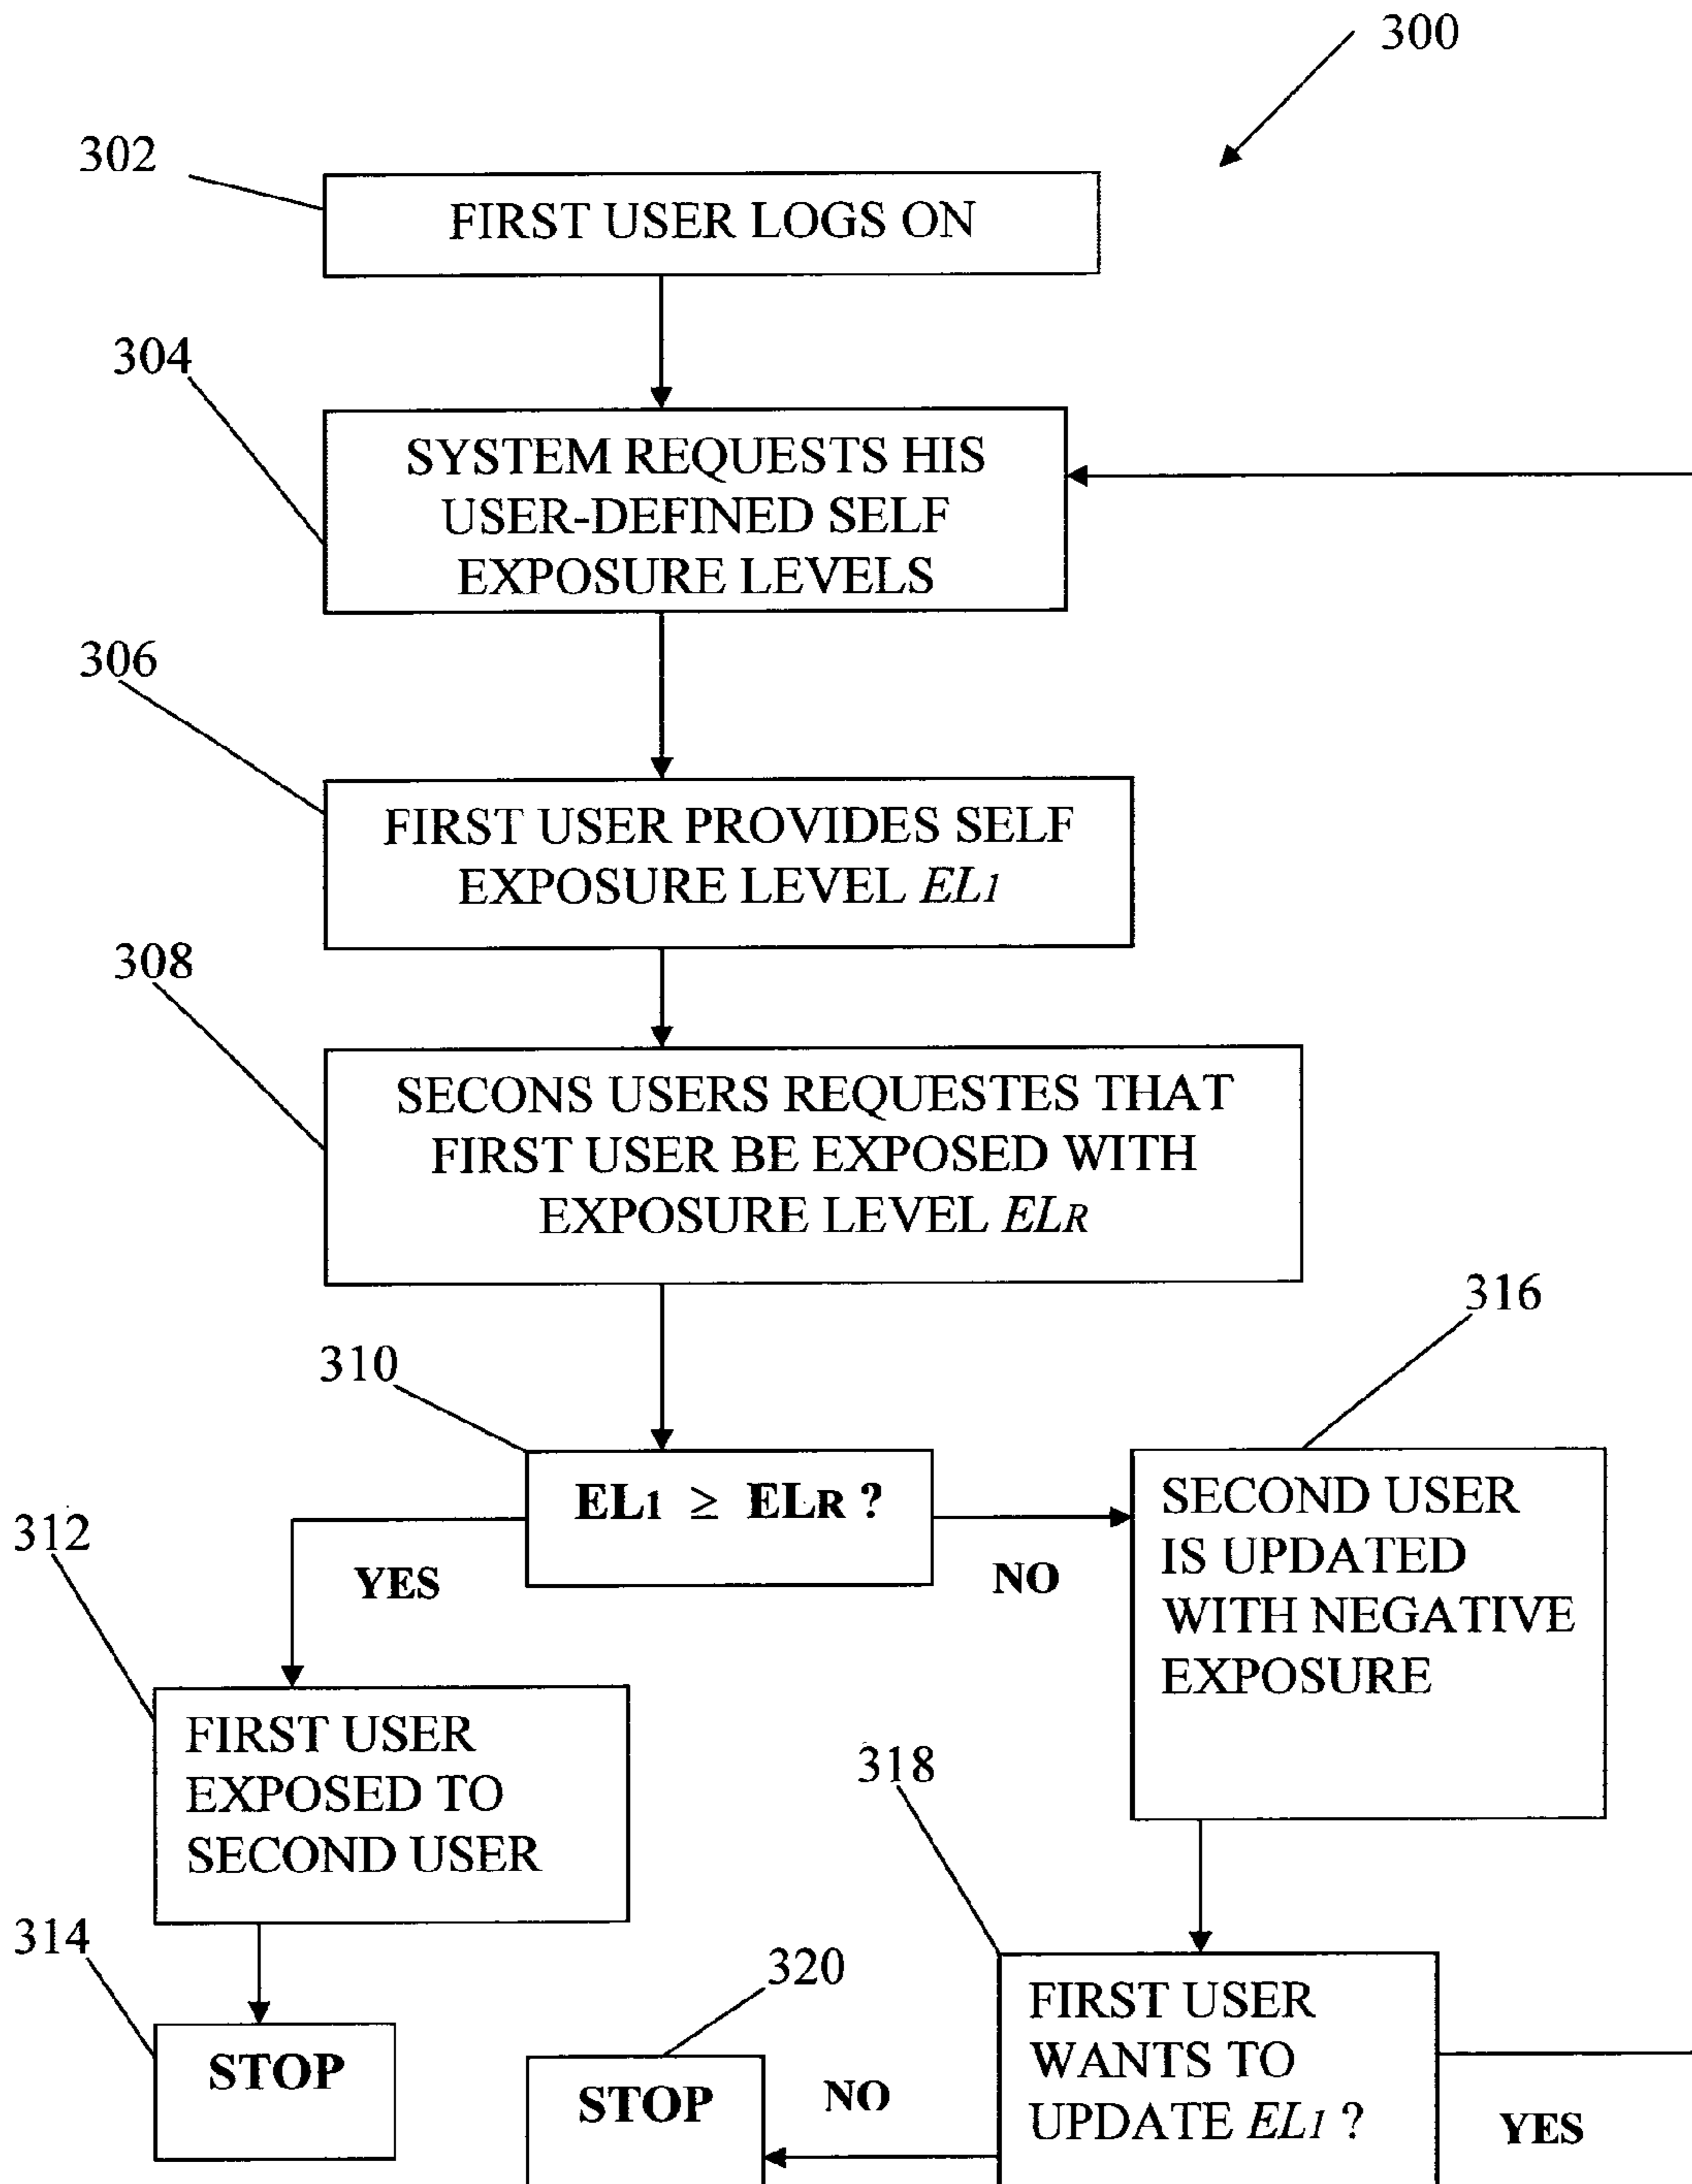 300
302
FIRST USER LOGS ON
304
SYSTEM REQUESTS HIS
USER-DEFINED SELF
EXPOSURE LEVELS
306
FIRST USER PROVIDES SELF
EXPOSURE LEVEL EL1
308
SECONS USERS REQUESTES THAT
FIRST USER BE EXPOSED WITH
EXPOSURE LEVEL ELR
310
EL1 ≥ ELR ?
YES
NO
316
SECOND USER
IS UPDATED
WITH NEGATIVE
EXPOSURE
312
FIRST USER
EXPOSED TO
SECOND USER
314
STOP
318
FIRST USER
WANTS TO
UPDATE EL1 ?
320
STOP
NO
YES